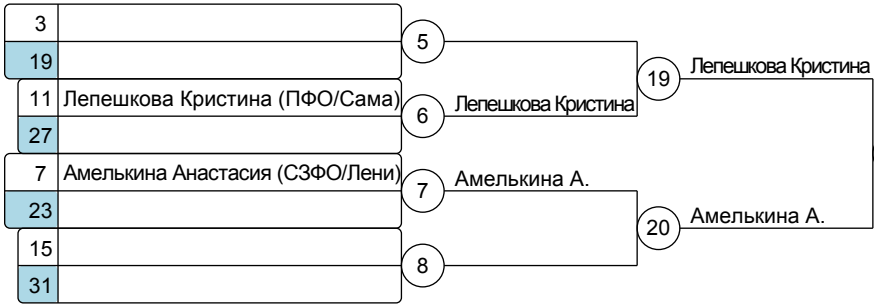 3
5
19
Лепешкова Кристина
19
11 Лепешкова Кристина (ПФО/Сама)
6
Лепешкова Кристина
27
7 Амелькина Анастасия (СЗФО/Лени)
7
Амелькина А.
23
20
Амелькина А.
15
8
31